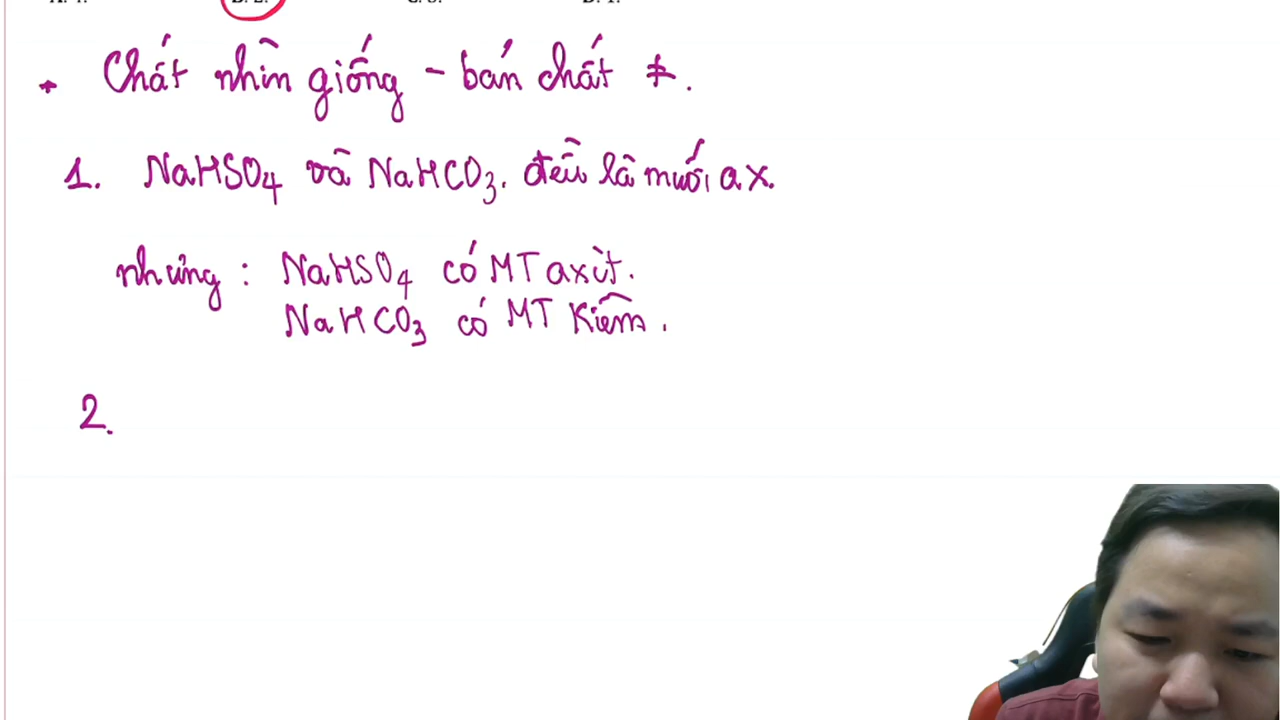 * Chất nhìn giống - bản chất ≠.
1. NaHSO4 và NaHCO3. đều là muối ax.
nhưng : NaHSO4 có MT axít.
NaHCO3 có MT Kiềm.
2.